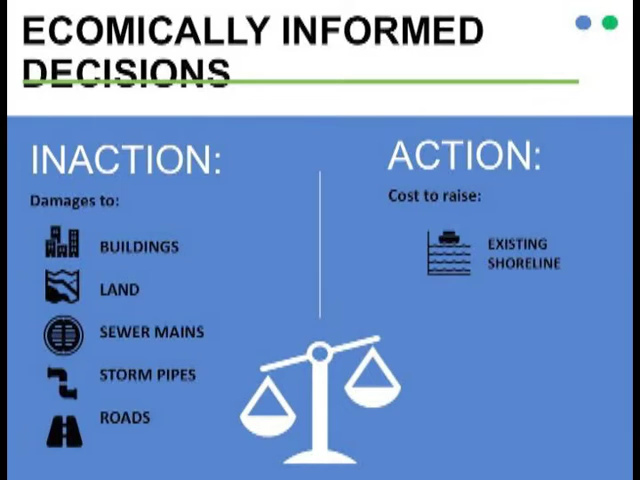 ECOMICALLY INFORMED
DECISIONS
INACTION:
Damages to:
BUILDINGS
LAND
SEWER MAINS
STORM PIPES
ROADS
ACTION:
Cost to raise:
EXISTING
SHORELINE